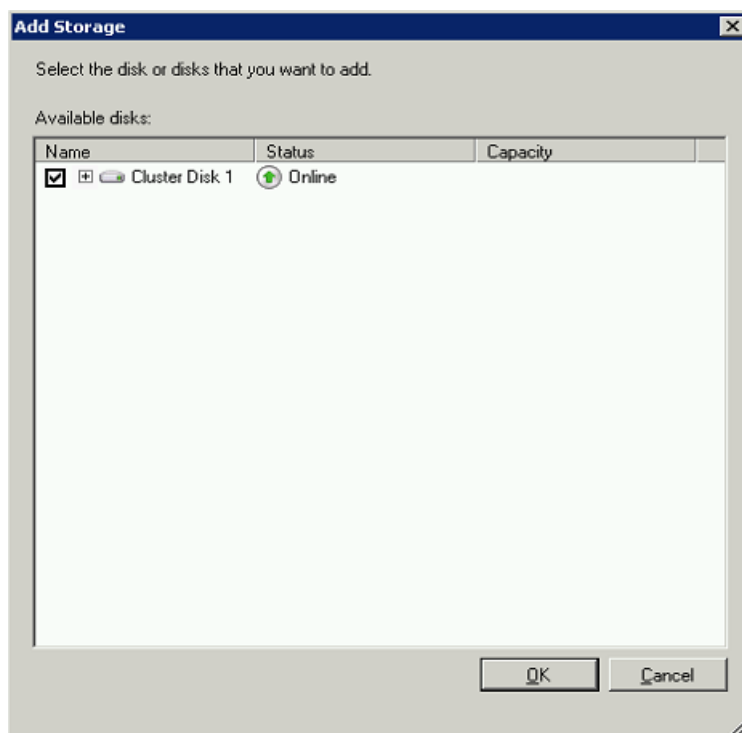 Add Storage
Select the disk or disks that you want to add.
Available disks:
Name Status Capacity
Cluster Disk 1 Online
OK Cancel